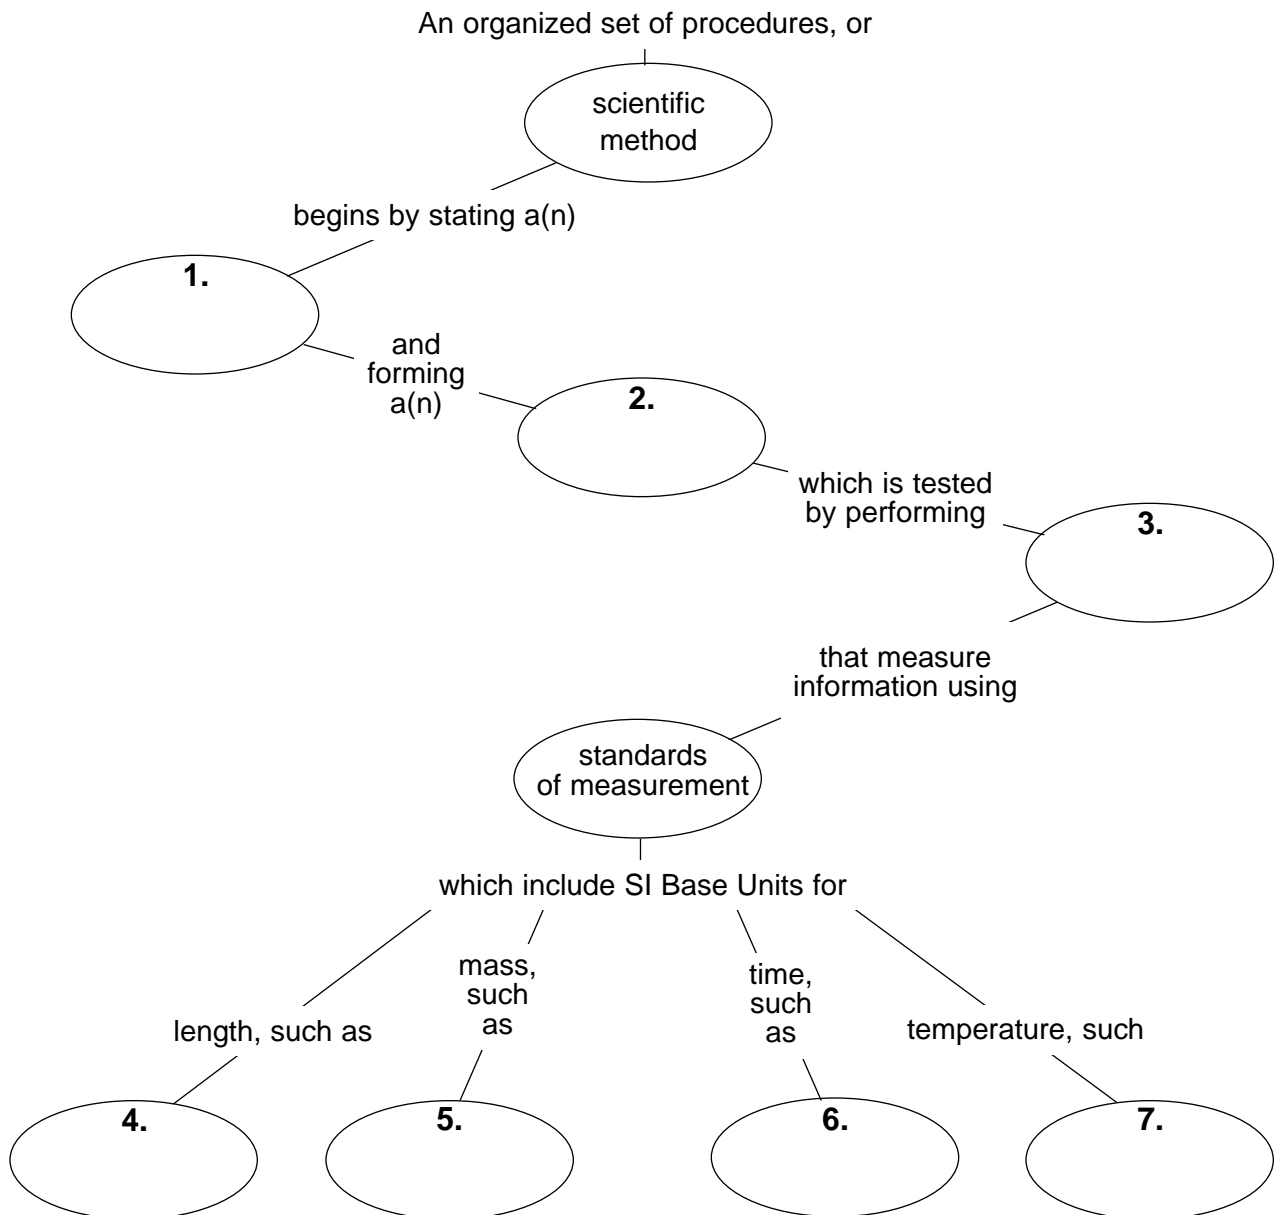 An organized set of procedures, or
scientific
method
begins by stating a(n)
1.
and
forming
a(n)
2.
which is tested
by performing
3.
that measure
information using
standards
of measurement
which include SI Base Units for
length, such as
mass,
such
as
time,
such
as
temperature, such
4.
5.
6.
7.